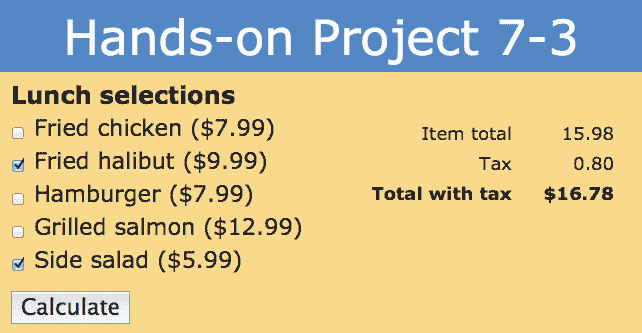 Hands-on Project 7-3
Lunch selections
Fried chicken ($7.99)
Fried halibut ($9.99)
Hamburger ($7.99)
Grilled salmon ($12.99)
Side salad ($5.99)
Item total 15.98
Tax 0.80
Total with tax $16.78
Calculate